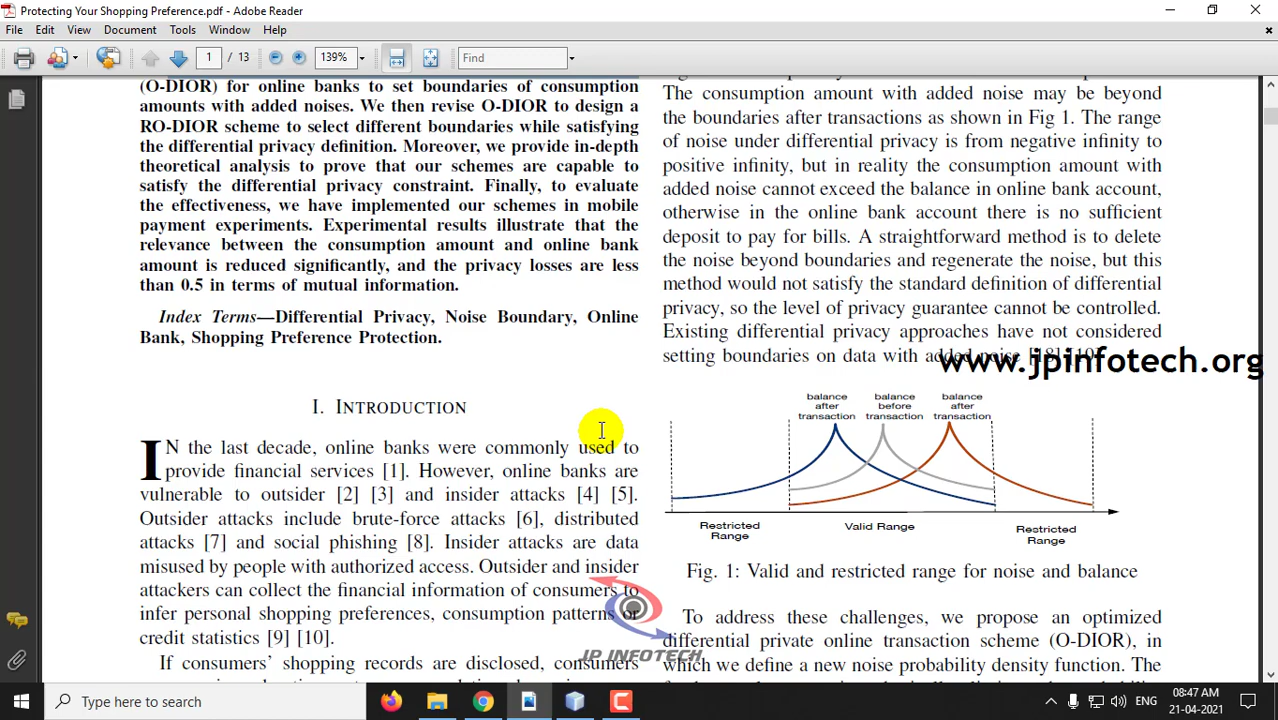 Protecting Your Shopping Preference.pdf - Adobe Reader
File Edit View Document Tools Window Help
1 / 13 139% Find
(O-DIOR) for online banks to set boundaries of consumption
amounts with added noises. We then revise O-DIOR to design a
RO-DIOR scheme to select different boundaries while satisfying
the differential privacy definition. Moreover, we provide in-depth
theoretical analysis to prove that our schemes are capable to
satisfy the differential privacy constraint. Finally, to evaluate
the effectiveness, we have implemented our schemes in mobile
payment experiments. Experimental results illustrate that the
relevance between the consumption amount and online bank
amount is reduced significantly, and the privacy losses are less
than 0.5 in terms of mutual information.
Index Terms—Differential Privacy, Noise Boundary, Online
Bank, Shopping Preference Protection.
I. INTRODUCTION
IN the last decade, online banks were commonly used to
provide financial services [1]. However, online banks are
vulnerable to outsider [2] [3] and insider attacks [4] [5].
Outsider attacks include brute-force attacks [6], distributed
attacks [7] and social phishing [8]. Insider attacks are data
misused by people with authorized access. Outsider and insider
attackers can collect the financial information of consumers to
infer personal shopping preferences, consumption patterns or
credit statistics [9] [10].
If consumers' shopping records are disclosed, consumers
The consumption amount with added noise may be beyond
the boundaries after transactions as shown in Fig 1. The range
of noise under differential privacy is from negative infinity to
positive infinity, but in reality the consumption amount with
added noise cannot exceed the balance in online bank account,
otherwise in the online bank account there is no sufficient
deposit to pay for bills. A straightforward method is to delete
the noise beyond boundaries and regenerate the noise, but this
method would not satisfy the standard definition of differential
privacy, so the level of privacy guarantee cannot be controlled.
Existing differential privacy approaches have not considered
setting boundaries on data with added noise [18] [19].
www.jpinfotech.org
balance after transaction
balance before transaction
balance after transaction
Restricted Range
Valid Range
Restricted Range
Fig. 1: Valid and restricted range for noise and balance
To address these challenges, we propose an optimized
differential private online transaction scheme (O-DIOR), in
which we define a new noise probability density function. The
JP INFOTECH
Type here to search
ENG
08:47 AM
21-04-2021